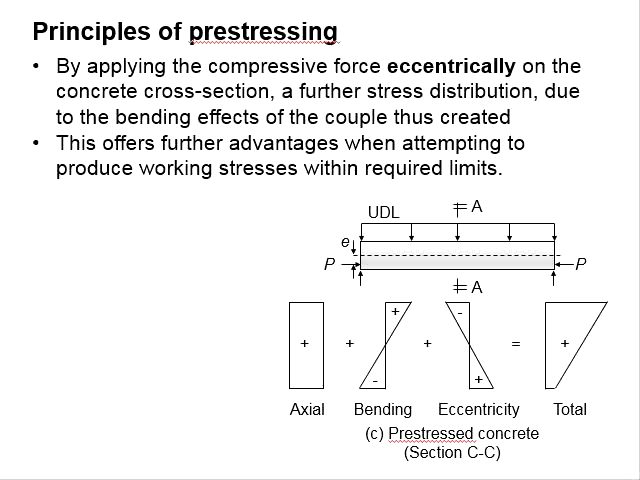 Principles of prestressing
• By applying the compressive force eccentrically on the
concrete cross-section, a further stress distribution, due
to the bending effects of the couple thus created
• This offers further advantages when attempting to
produce working stresses within required limits.
A
UDL
e
P
P
A
+ -
+ + + = +
- +
Axial Bending Eccentricity Total
(c) Prestressed concrete
(Section C-C)